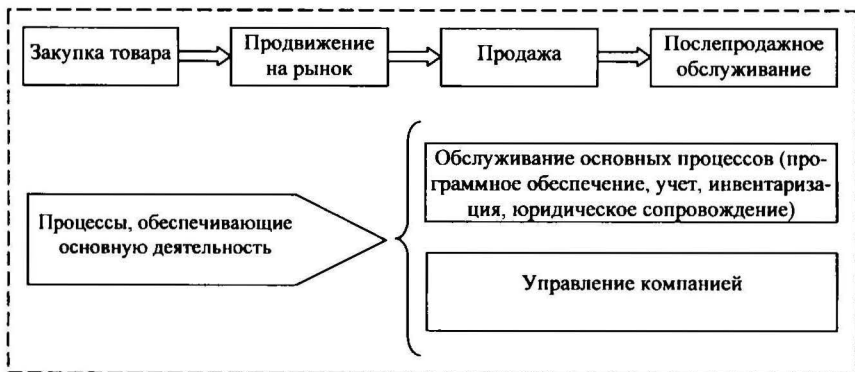 Закупка товара
Продвижение
на рынок
Продажа
Послепродажное
обслуживание
Процессы, обеспечивающие
основную деятельность
Обслуживание основных процессов (про-
граммное обеспечение, учет, инвентариза-
ция, юридическое сопровождение)
Управление компанией